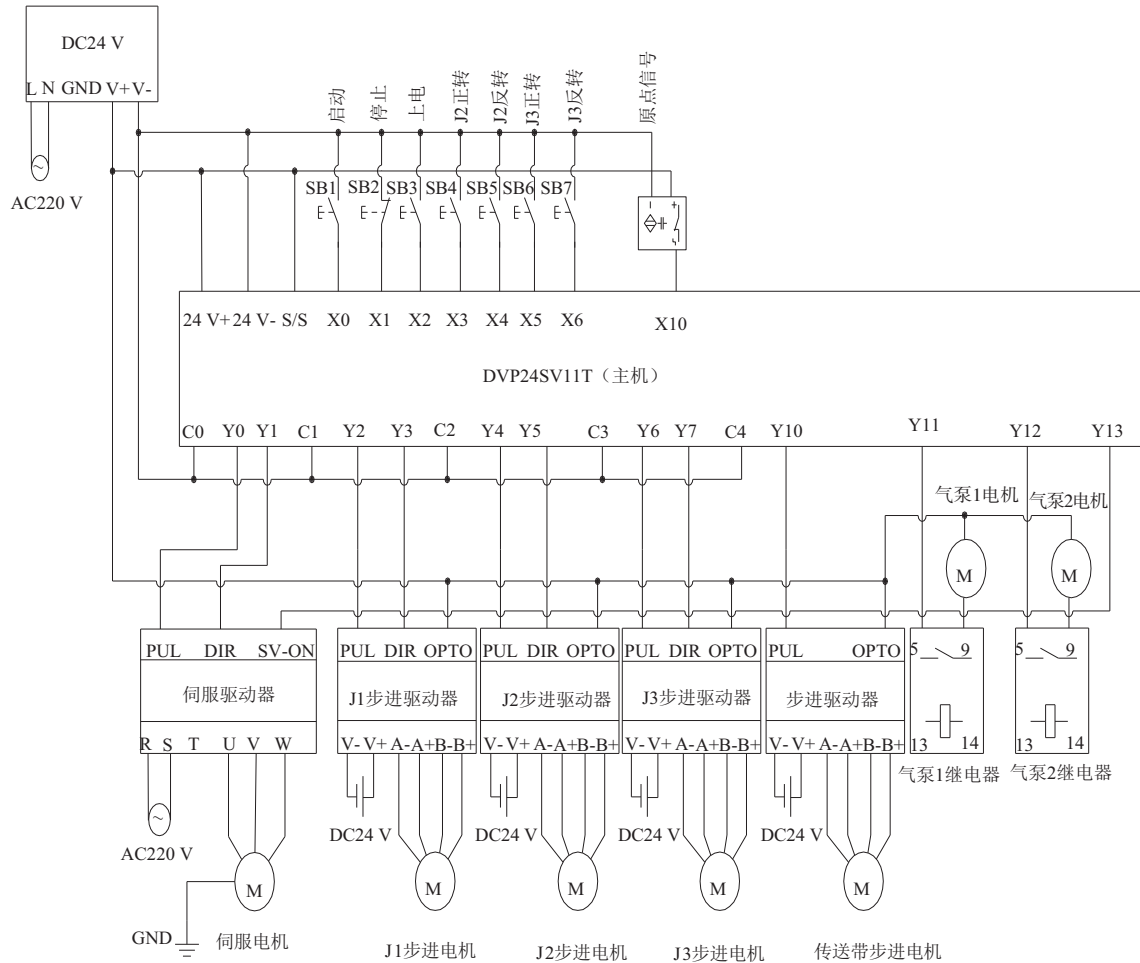 DC24 V
L N GND V+ V-
AC220 V
启动
停止
上电
J2正转
J2反转
J3正转
J3反转
原点信号
SB1 SB2 SB3 SB4 SB5 SB6 SB7
24 V+ 24 V- S/S X0 X1 X2 X3 X4 X5 X6 X10
DVP24SV11T（主机）
C0 Y0 Y1 C1 Y2 Y3 C2 Y4 Y5 C3 Y6 Y7 C4 Y10 Y11 Y12 Y13
气泵1电机 气泵2电机
M M
PUL DIR SV-ON
PUL DIR OPTO
PUL DIR OPTO
PUL DIR OPTO
PUL OPTO
5 9
5 9
伺服驱动器
J1步进驱动器
J2步进驱动器
J3步进驱动器
步进驱动器
R S T U V W
V- V+ A- A+ B- B+
V- V+ A- A+ B- B+
V- V+ A- A+ B- B+
V- V+ A- A+ B- B+
13 14
13 14
气泵1继电器
气泵2继电器
AC220 V
DC24 V
DC24 V
DC24 V
DC24 V
M M M M M
GND
伺服电机
J1步进电机
J2步进电机
J3步进电机
传送带步进电机